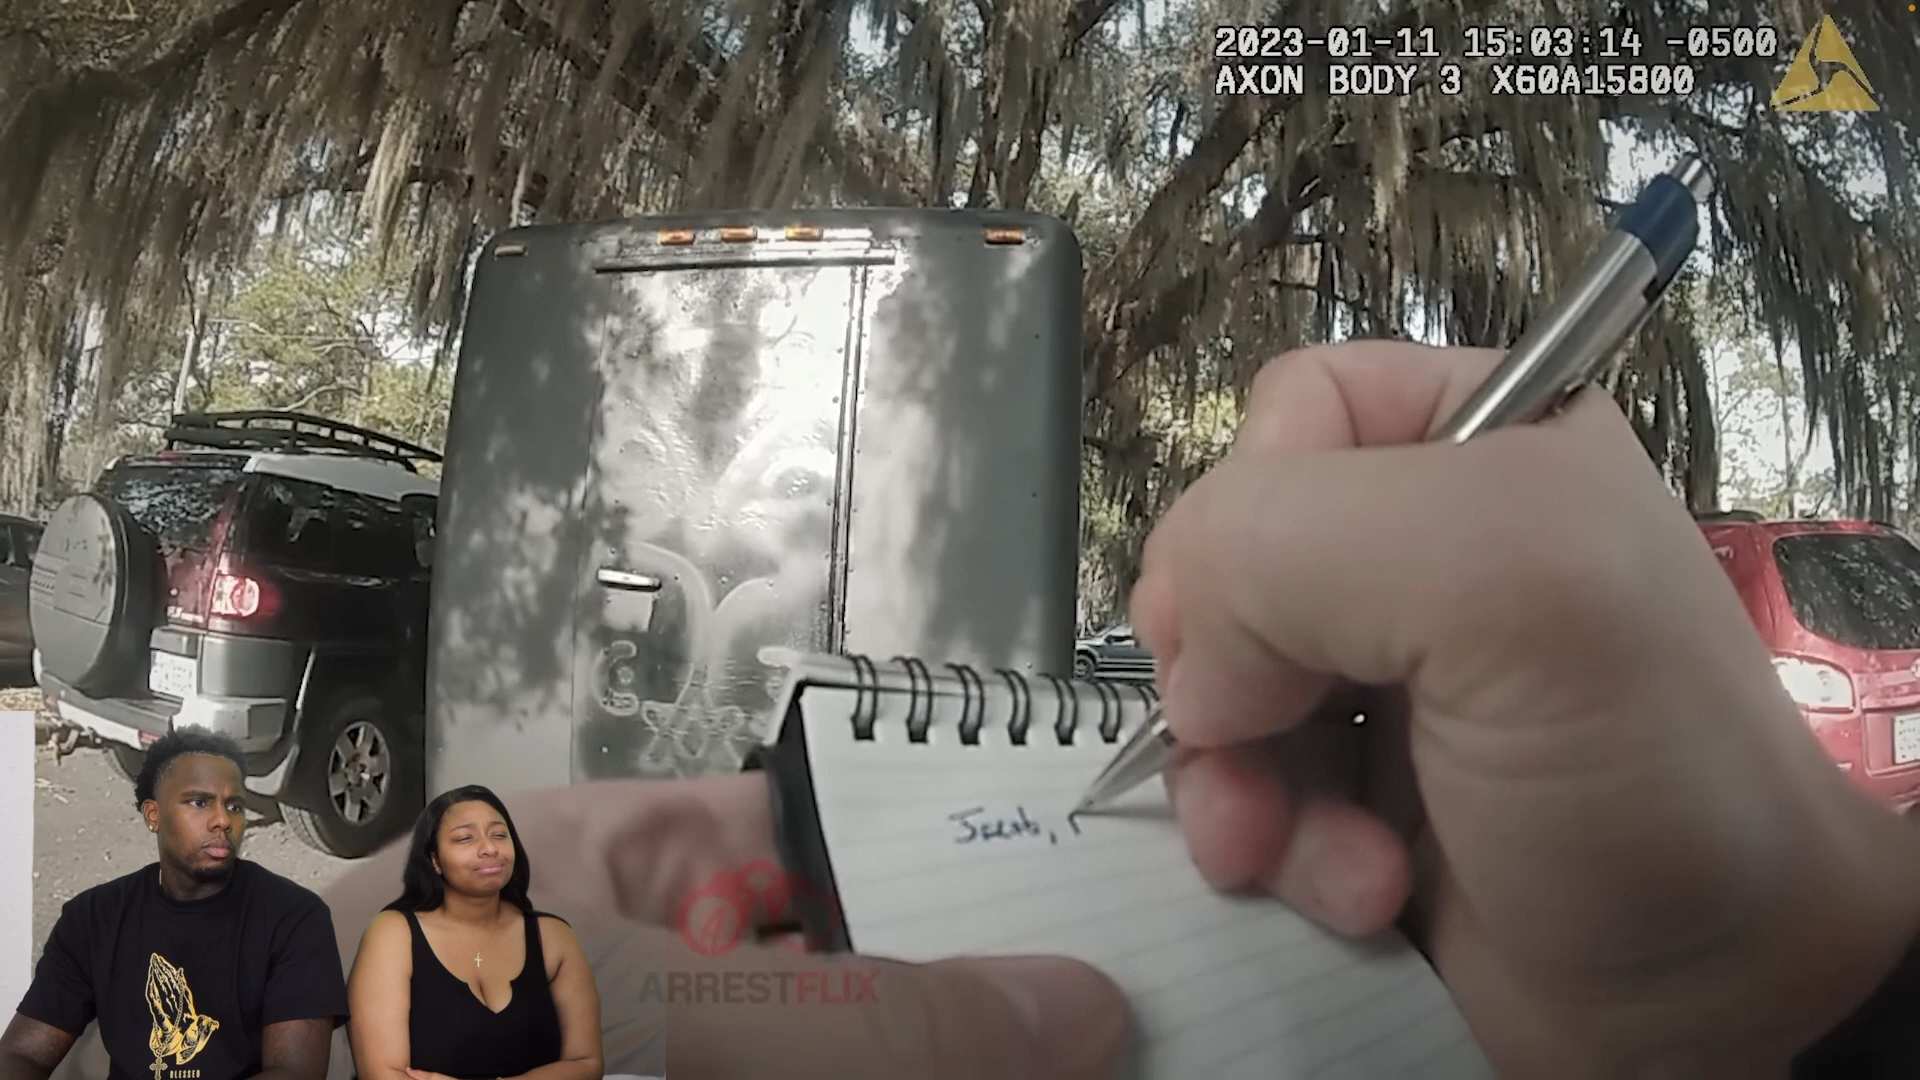 2023-01-11 15:03:14 -0500
AXON BODY 3 X60A15800
Jacob, r
ARRESTFLIX
BLESSED